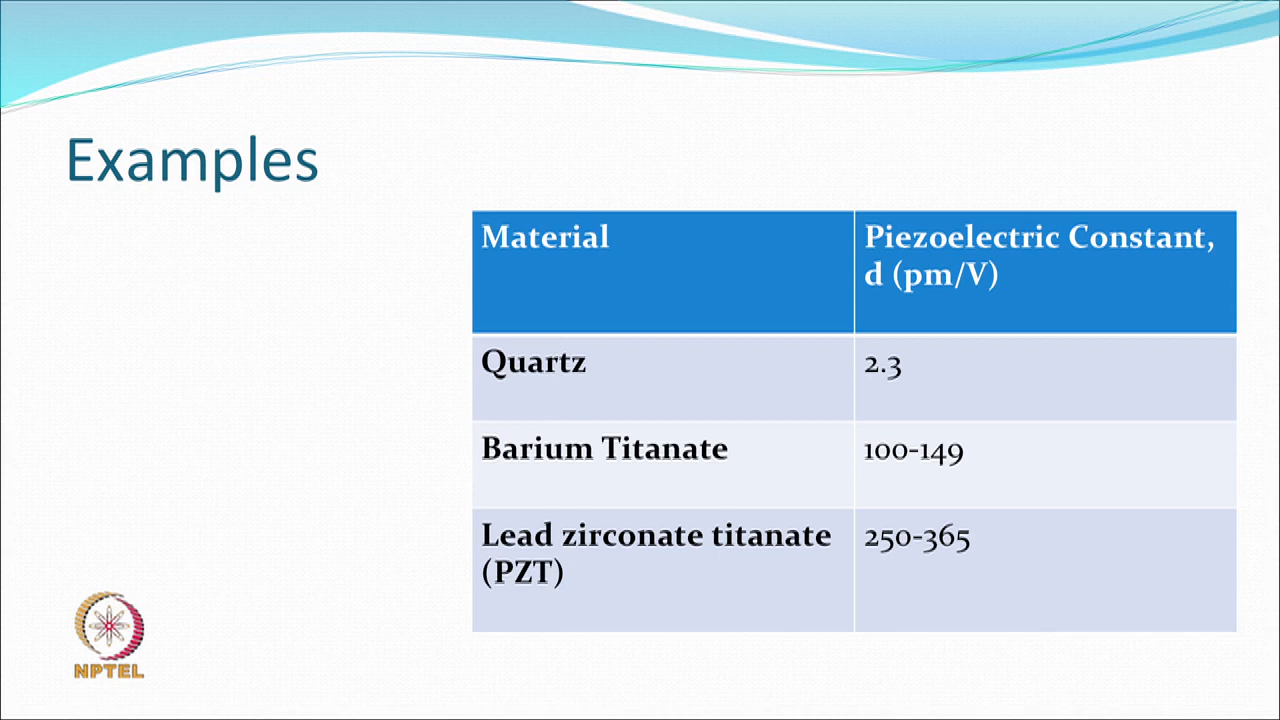 Examples
Material
Piezoelectric Constant,
d (pm/V)
Quartz
2.3
Barium Titanate
100-149
Lead zirconate titanate
(PZT)
250-365
NPTEL